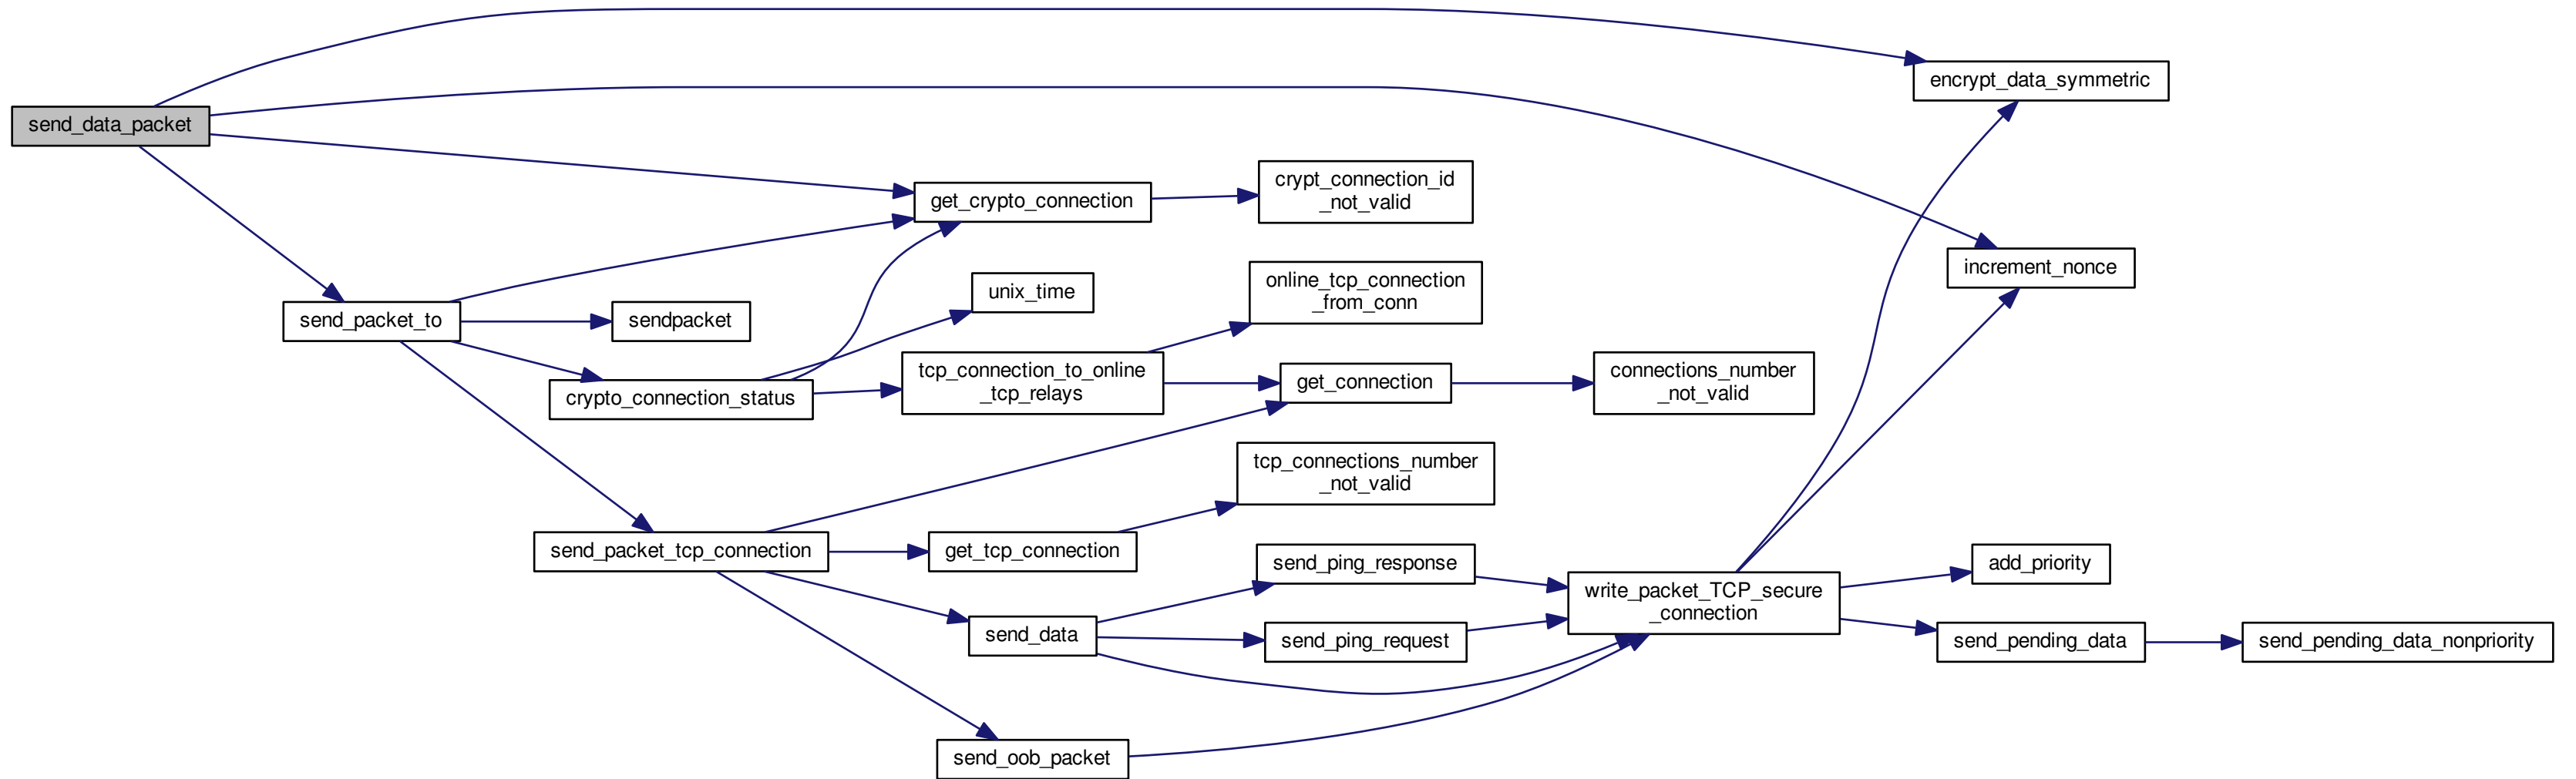 send_data_packet
encrypt_data_symmetric
get_crypto_connection
crypt_connection_id
_not_valid
increment_nonce
send_packet_to
sendpacket
unix_time
online_tcp_connection
_from_conn
crypto_connection_status
tcp_connection_to_online
_tcp_relays
get_connection
connections_number
_not_valid
tcp_connections_number
_not_valid
send_packet_tcp_connection
get_tcp_connection
send_ping_response
write_packet_TCP_secure
_connection
add_priority
send_data
send_ping_request
send_pending_data
send_pending_data_nonpriority
send_oob_packet